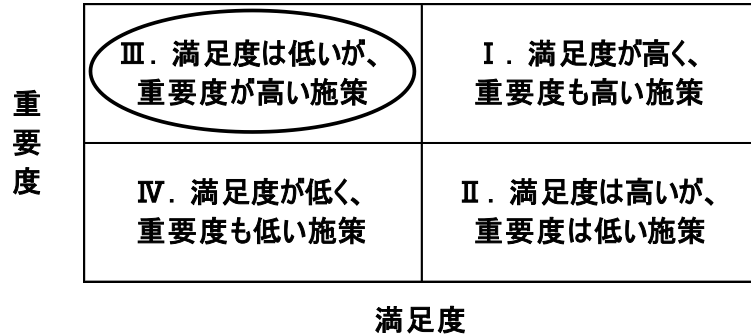 Ⅲ．満足度は低いが、
重要度が高い施策
Ⅰ．満足度が高く、
重要度も高い施策
重要度
Ⅳ．満足度が低く、
重要度も低い施策
Ⅱ．満足度は高いが、
重要度は低い施策
満足度